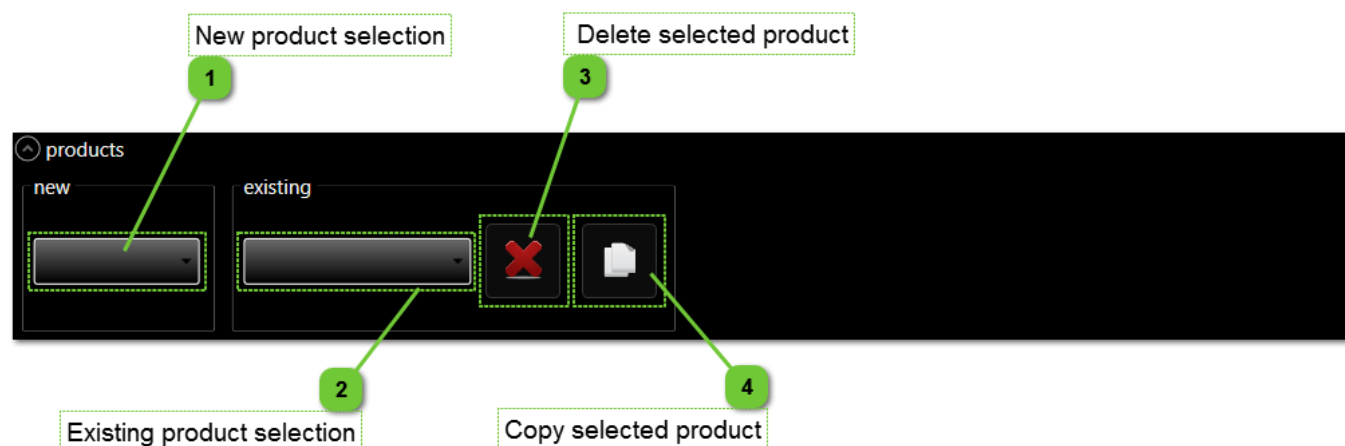 New product selection
Delete selected product
1
3
products
new
existing
2
4
Existing product selection
Copy selected product